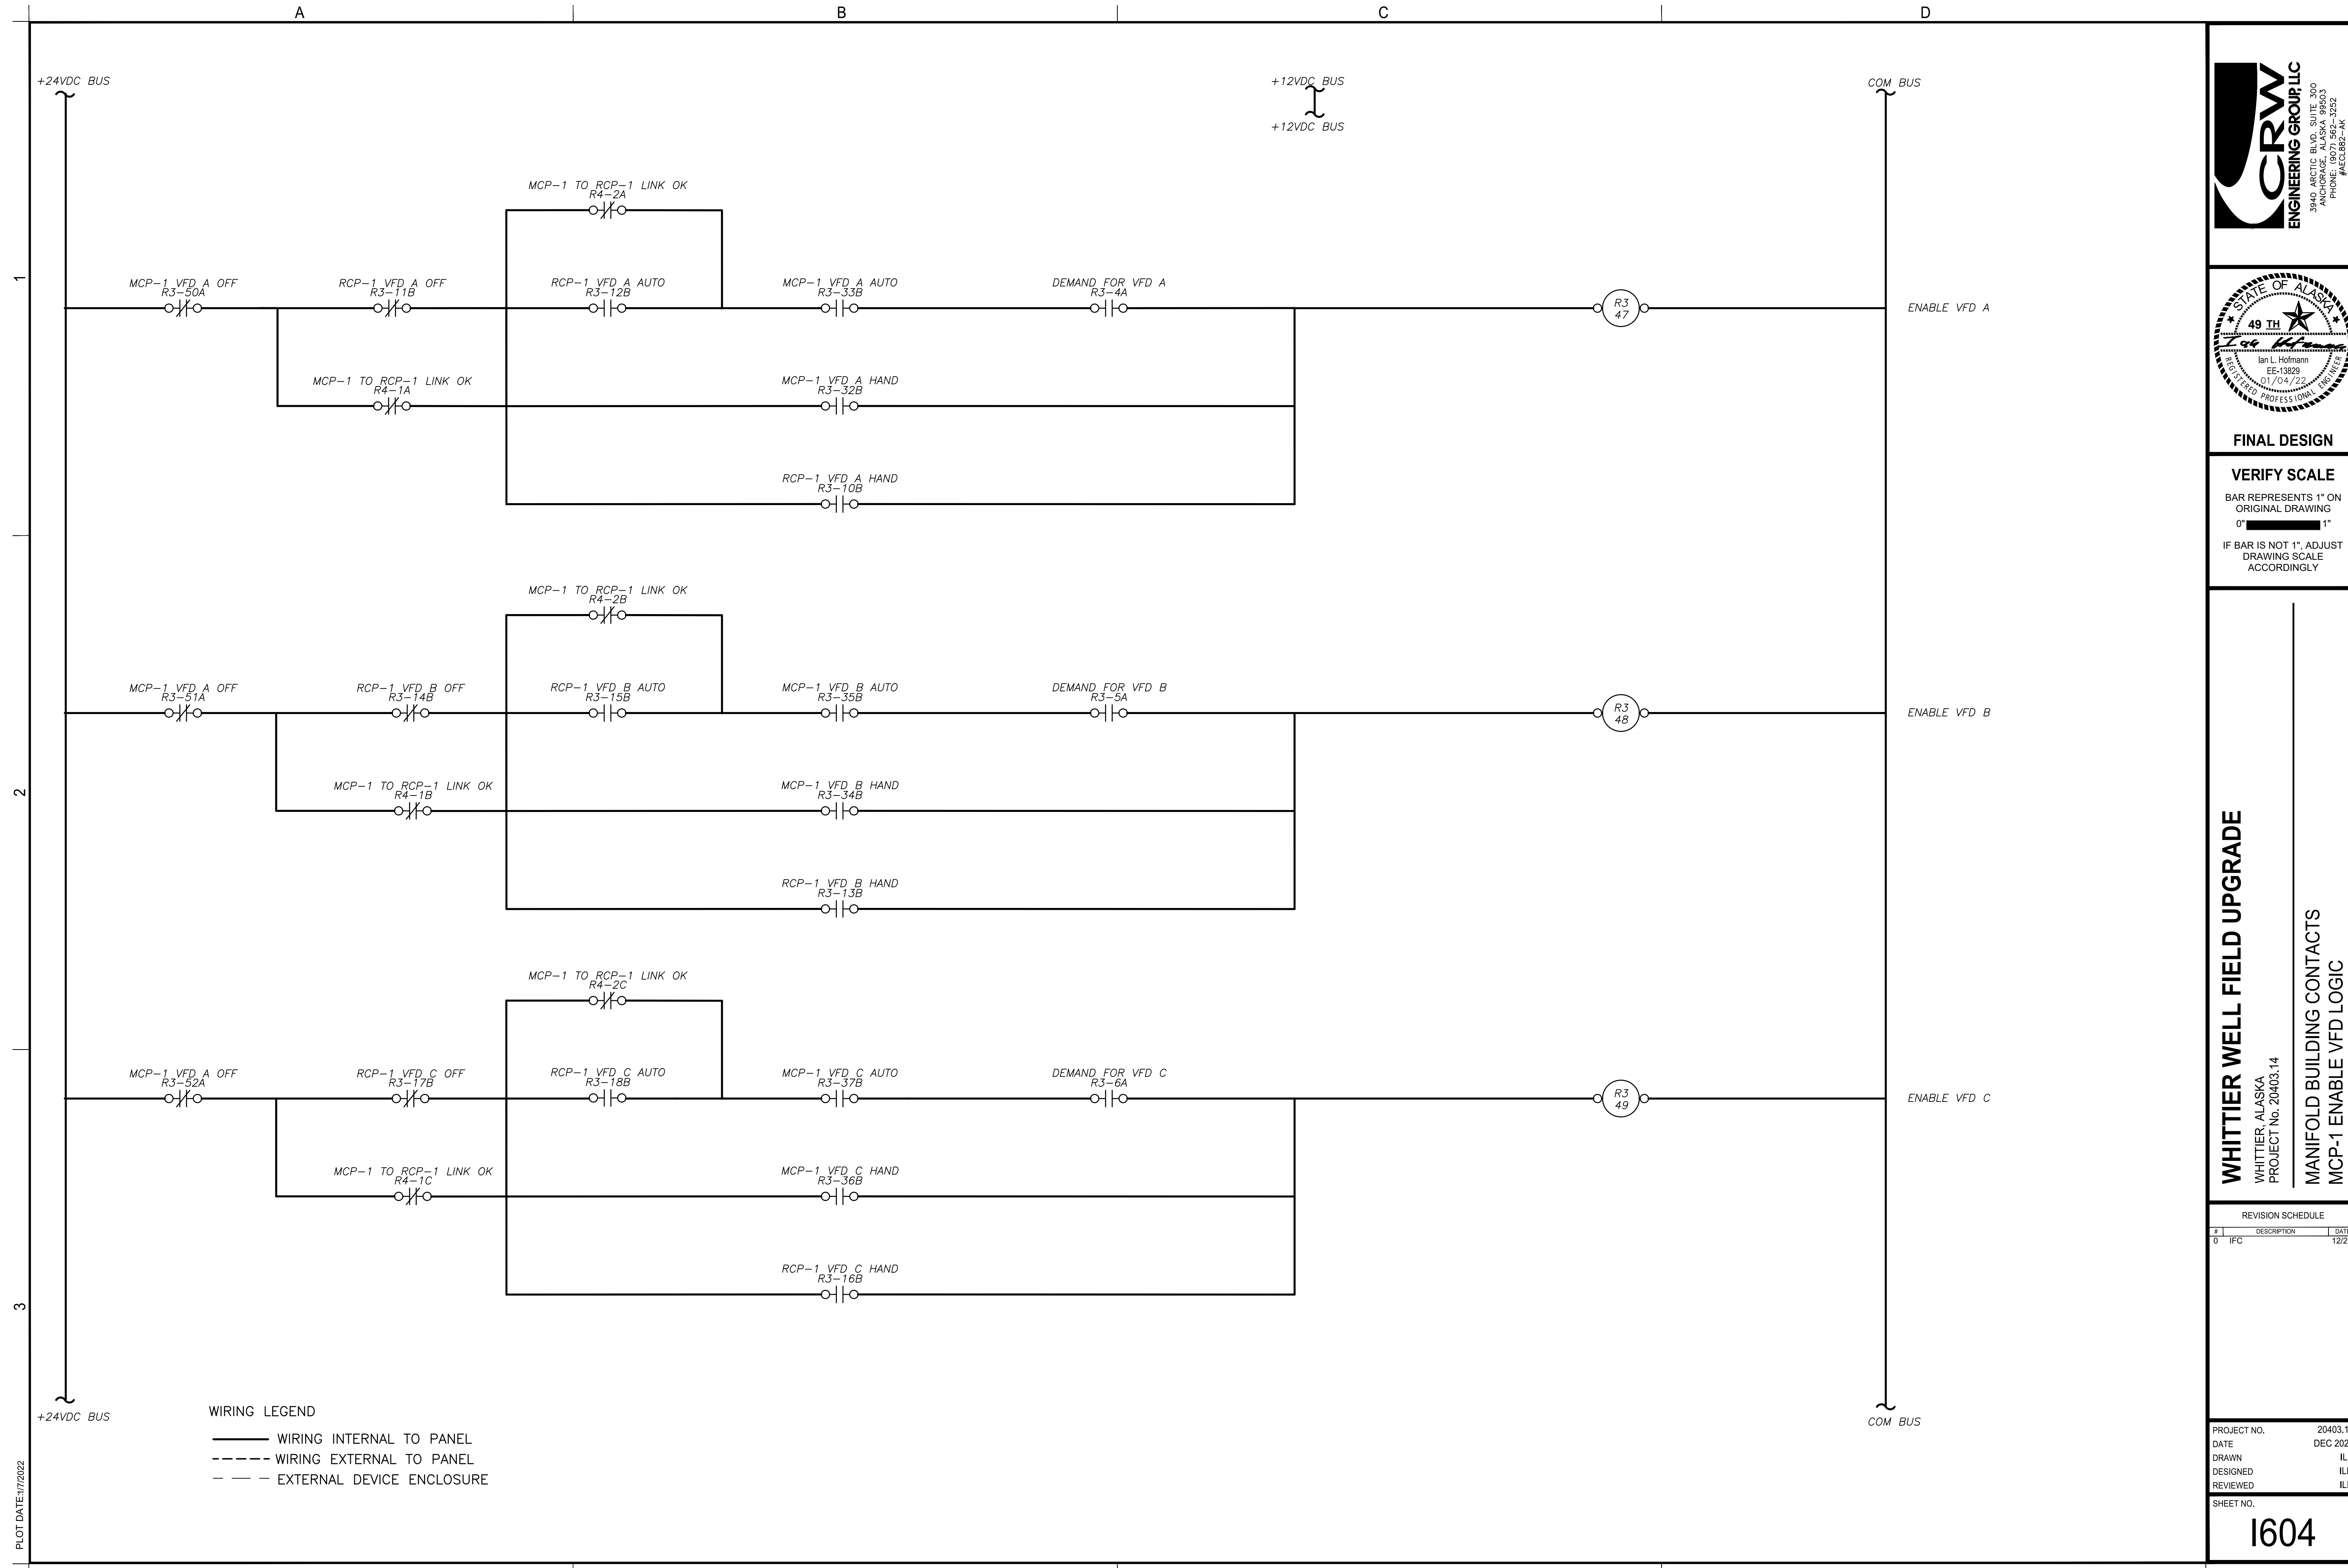 A
B
C
D
+24VDC BUS
+12VDC BUS
+12VDC BUS
COM BUS
1
MCP-1 TO RCP-1 LINK OK
R4-2A
MCP-1 VFD A OFF
R3-50A
RCP-1 VFD A OFF
R3-11B
RCP-1 VFD A AUTO
R3-12B
MCP-1 VFD A AUTO
R3-33B
DEMAND FOR VFD A
R3-4A
R3
47
ENABLE VFD A
MCP-1 TO RCP-1 LINK OK
R4-1A
MCP-1 VFD A HAND
R3-32B
RCP-1 VFD A HAND
R3-10B
2
MCP-1 TO RCP-1 LINK OK
R4-2B
MCP-1 VFD A OFF
R3-51A
RCP-1 VFD B OFF
R3-14B
RCP-1 VFD B AUTO
R3-15B
MCP-1 VFD B AUTO
R3-35B
DEMAND FOR VFD B
R3-5A
R3
48
ENABLE VFD B
MCP-1 TO RCP-1 LINK OK
R4-1B
MCP-1 VFD B HAND
R3-34B
RCP-1 VFD B HAND
R3-13B
3
MCP-1 TO RCP-1 LINK OK
R4-2C
MCP-1 VFD A OFF
R3-52A
RCP-1 VFD C OFF
R3-17B
RCP-1 VFD C AUTO
R3-18B
MCP-1 VFD C AUTO
R3-37B
DEMAND FOR VFD C
R3-6A
R3
49
ENABLE VFD C
MCP-1 TO RCP-1 LINK OK
R4-1C
MCP-1 VFD C HAND
R3-36B
RCP-1 VFD C HAND
R3-16B
+24VDC BUS
COM BUS
WIRING LEGEND
WIRING INTERNAL TO PANEL
WIRING EXTERNAL TO PANEL
EXTERNAL DEVICE ENCLOSURE
PLOT DATE:1/7/2022
CRW
ENGINEERING GROUP, LLC
3940 ARCTIC BLVD. SUITE 300
ANCHORAGE, ALASKA 99503
PHONE: (907) 562-3252
#AECL882-AK
STATE OF ALASKA
49 TH
Ian L. Hofmann
EE-13829
01/04/22
REGISTERED PROFESSIONAL ENGINEER
FINAL DESIGN
VERIFY SCALE
BAR REPRESENTS 1" ON
ORIGINAL DRAWING
0" 1"
IF BAR IS NOT 1", ADJUST
DRAWING SCALE
ACCORDINGLY
WHITTIER WELL FIELD UPGRADE
WHITTIER, ALASKA
PROJECT No. 20403.14
MANIFOLD BUILDING CONTACTS
MCP-1 ENABLE VFD LOGIC
REVISION SCHEDULE
# DESCRIPTION
0 IFC
PROJECT NO.
DATE DEC
DRAWN
DESIGNED
REVIEWED
SHEET NO.
I604